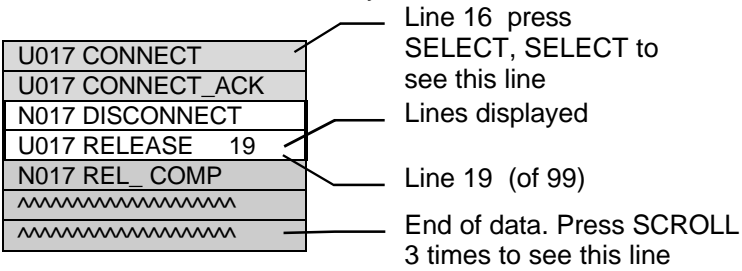 Line 16 press
SELECT, SELECT to
see this line
U017 CONNECT
U017 CONNECT_ACK
N017 DISCONNECT
Lines displayed
U017 RELEASE 19
N017 REL_ COMP
Line 19 (of 99)
^^^^^^^^^^^^^^^^^^^^
^^^^^^^^^^^^^^^^^^^^
End of data. Press SCROLL
3 times to see this line